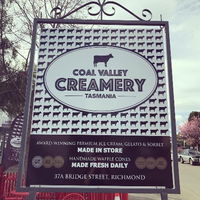 COAL VALLEY
CREAMERY
TASMANIA
AWARD WINNING PREMIUM ICE CREAM, GELATO & SORBET
MADE IN STORE
HANDMADE WAFFLE CONES
MADE FRESH DAILY
37A BRIDGE STREET, RICHMOND